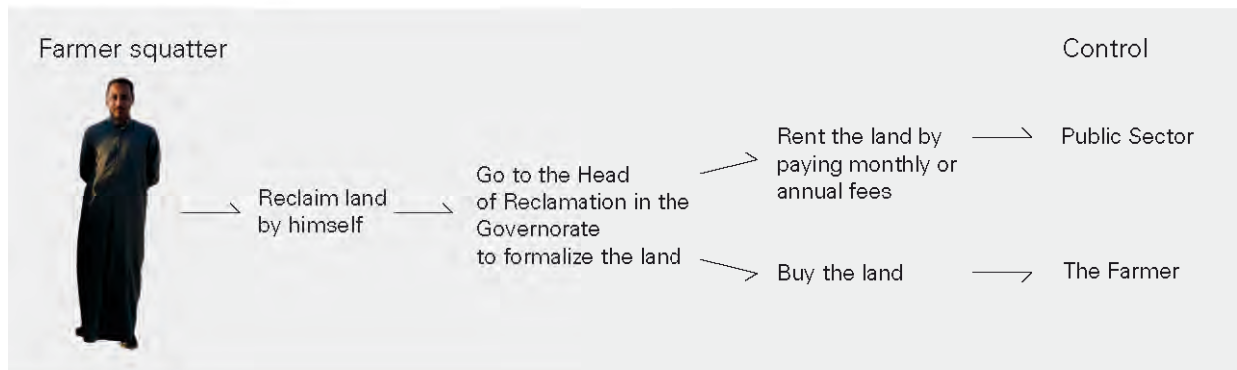 Farmer squatter
Control
Reclaim land
by himself
Go to the Head
of Reclamation in the
Governorate
to formalize the land
Rent the land by
paying monthly or
annual fees
Public Sector
Buy the land
The Farmer